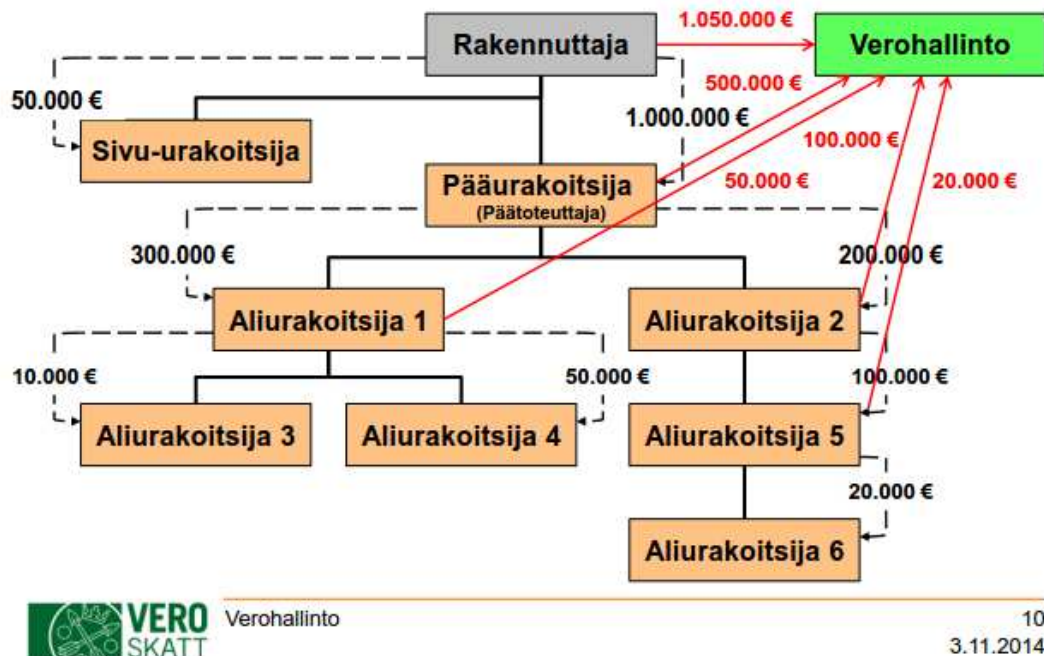 1.050.000 €
Rakennuttaja
Verohallinto
500.000 €
50.000 €
1.000.000 €
Sivu-urakoitsija
100.000 €
Pääurakoitsija
(Päätoteuttaja)
50.000 €
20.000 €
300.000 €
200.000 €
Aliurakoitsija 1
Aliurakoitsija 2
10.000 €
50.000 €
100.000 €
Aliurakoitsija 3
Aliurakoitsija 4
Aliurakoitsija 5
20.000 €
Aliurakoitsija 6
VERO
SKATT
Verohallinto
10
3.11.2014